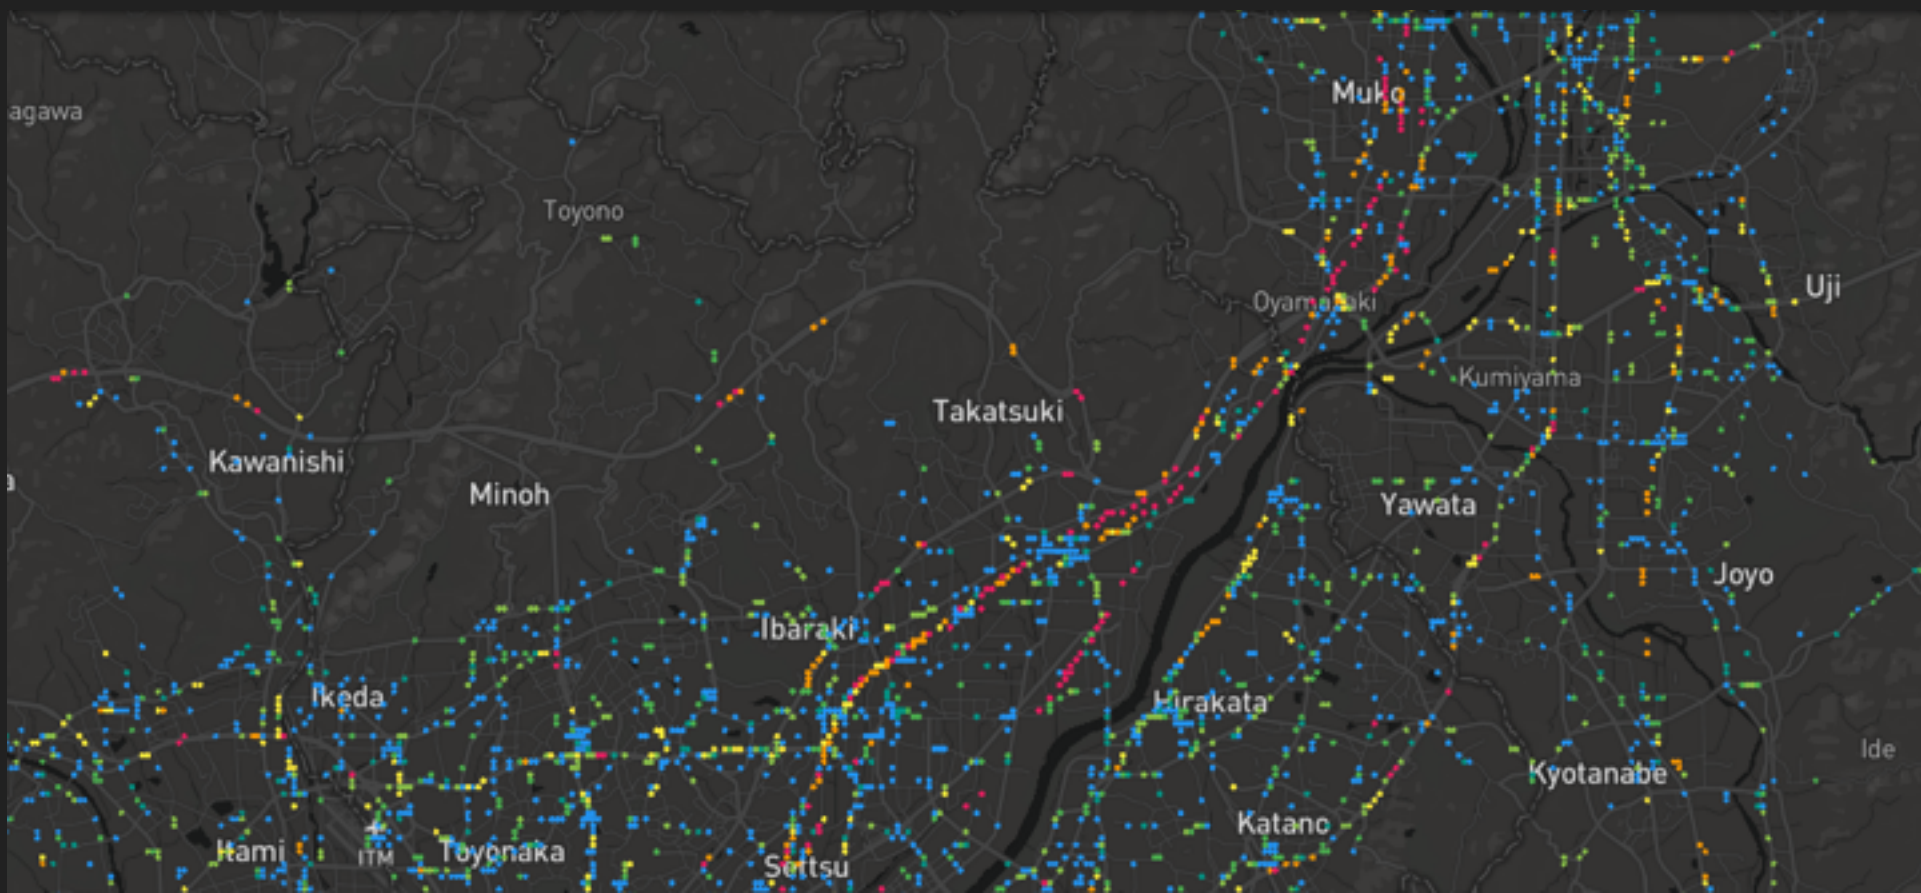 Muko
agawa
Toyono
Uji
Oyamazaki
Kumiyama
Takatsuki
Kawanishi
Minoh
Yawata
Joyo
Ibaraki
Ikeda
Hirakata
Ide
Kyotanabe
Katano
Itami
ITM
Toyonaka
Settsu